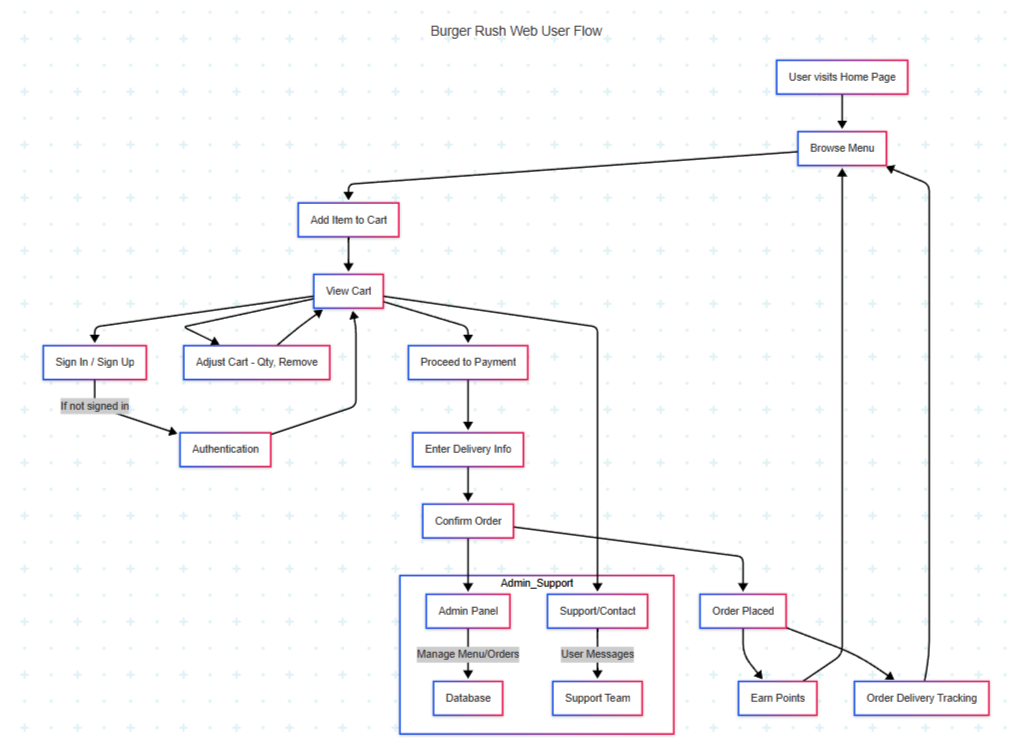 Burger Rush Web User Flow
User visits Home Page
Browse Menu
Add Item to Cart
View Cart
Sign In / Sign Up
Adjust Cart - Qty, Remove
Proceed to Payment
If not signed in
Authentication
Enter Delivery Info
Confirm Order
Admin_Support
Admin Panel
Support/Contact
Order Placed
Manage Menu/Orders
User Messages
Database
Support Team
Earn Points
Order Delivery Tracking